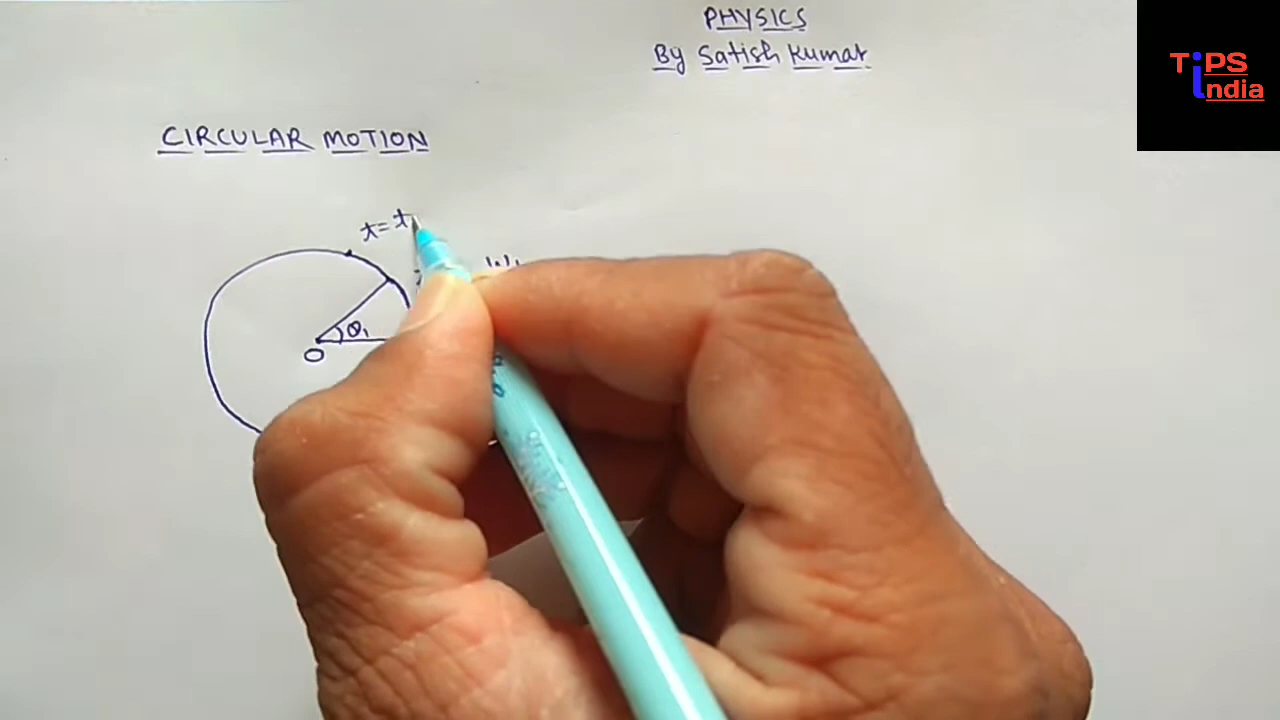 PHYSICS
By Satish Kumar
TiPS
india
CIRCULAR MOTION
t = t
θ1
O